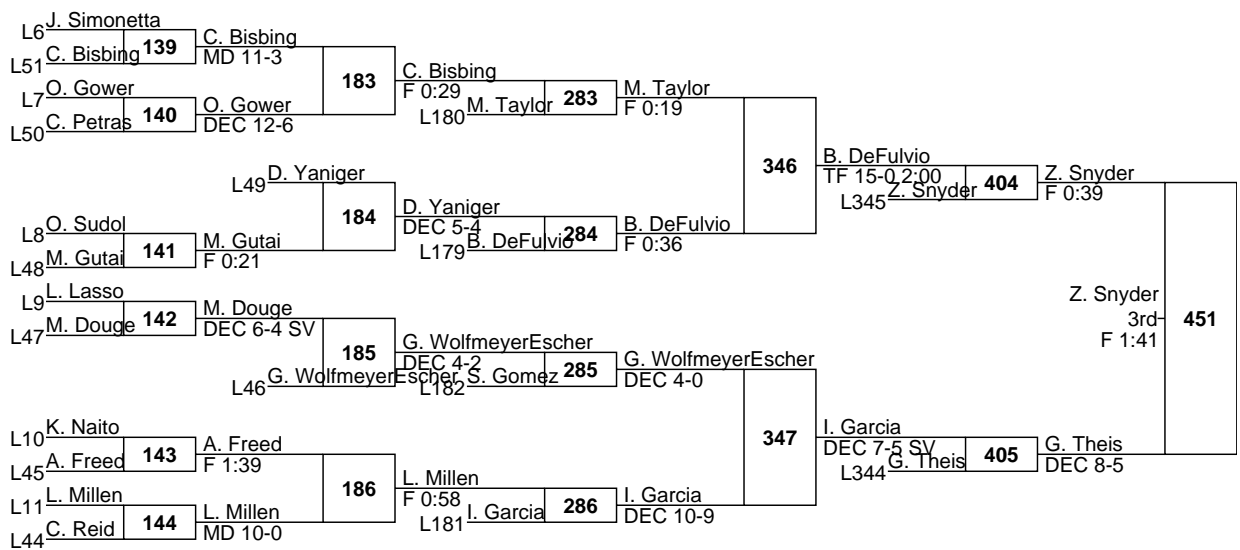 J. Simonetta
L6
139
C. Bisbing
L51
C. Bisbing
MD 11-3
183
O. Gower
L7
140
C. Petras
L50
O. Gower
DEC 12-6
C. Bisbing
F 0:29
283
M. Taylor
L180
M. Taylor
F 0:19
346
D. Yaniger
L49
184
O. Sudol
L8
141
M. Gutai
L48
M. Gutai
F 0:21
D. Yaniger
DEC 5-4
284
B. DeFulvio
L179
B. DeFulvio
F 0:36
B. DeFulvio
TF 15-0 2:00
404
Z. Snyder
L345
Z. Snyder
F 0:39
L. Lasso
L9
142
M. Douge
L47
M. Douge
DEC 6-4 SV
185
G. WolfmeyerEscher
L46
G. WolfmeyerEscher
DEC 4-2
285
S. Gomez
L182
G. WolfmeyerEscher
DEC 4-0
347
K. Naito
L10
143
A. Freed
L45
A. Freed
F 1:39
186
L. Millen
L11
144
C. Reid
L44
L. Millen
MD 10-0
L. Millen
F 0:58
286
I. Garcia
L181
I. Garcia
DEC 10-9
I. Garcia
DEC 7-5 SV
405
G. Theis
L344
G. Theis
DEC 8-5
451
Z. Snyder
3rd
F 1:41